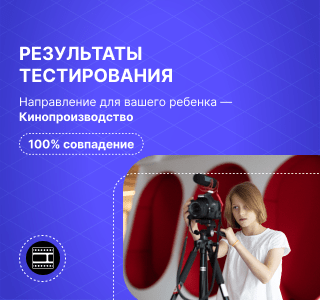 РЕЗУЛЬТАТЫ
ТЕСТИРОВАНИЯ
Направление для вашего ребенка —
Кинопроизводство
100% совпадение